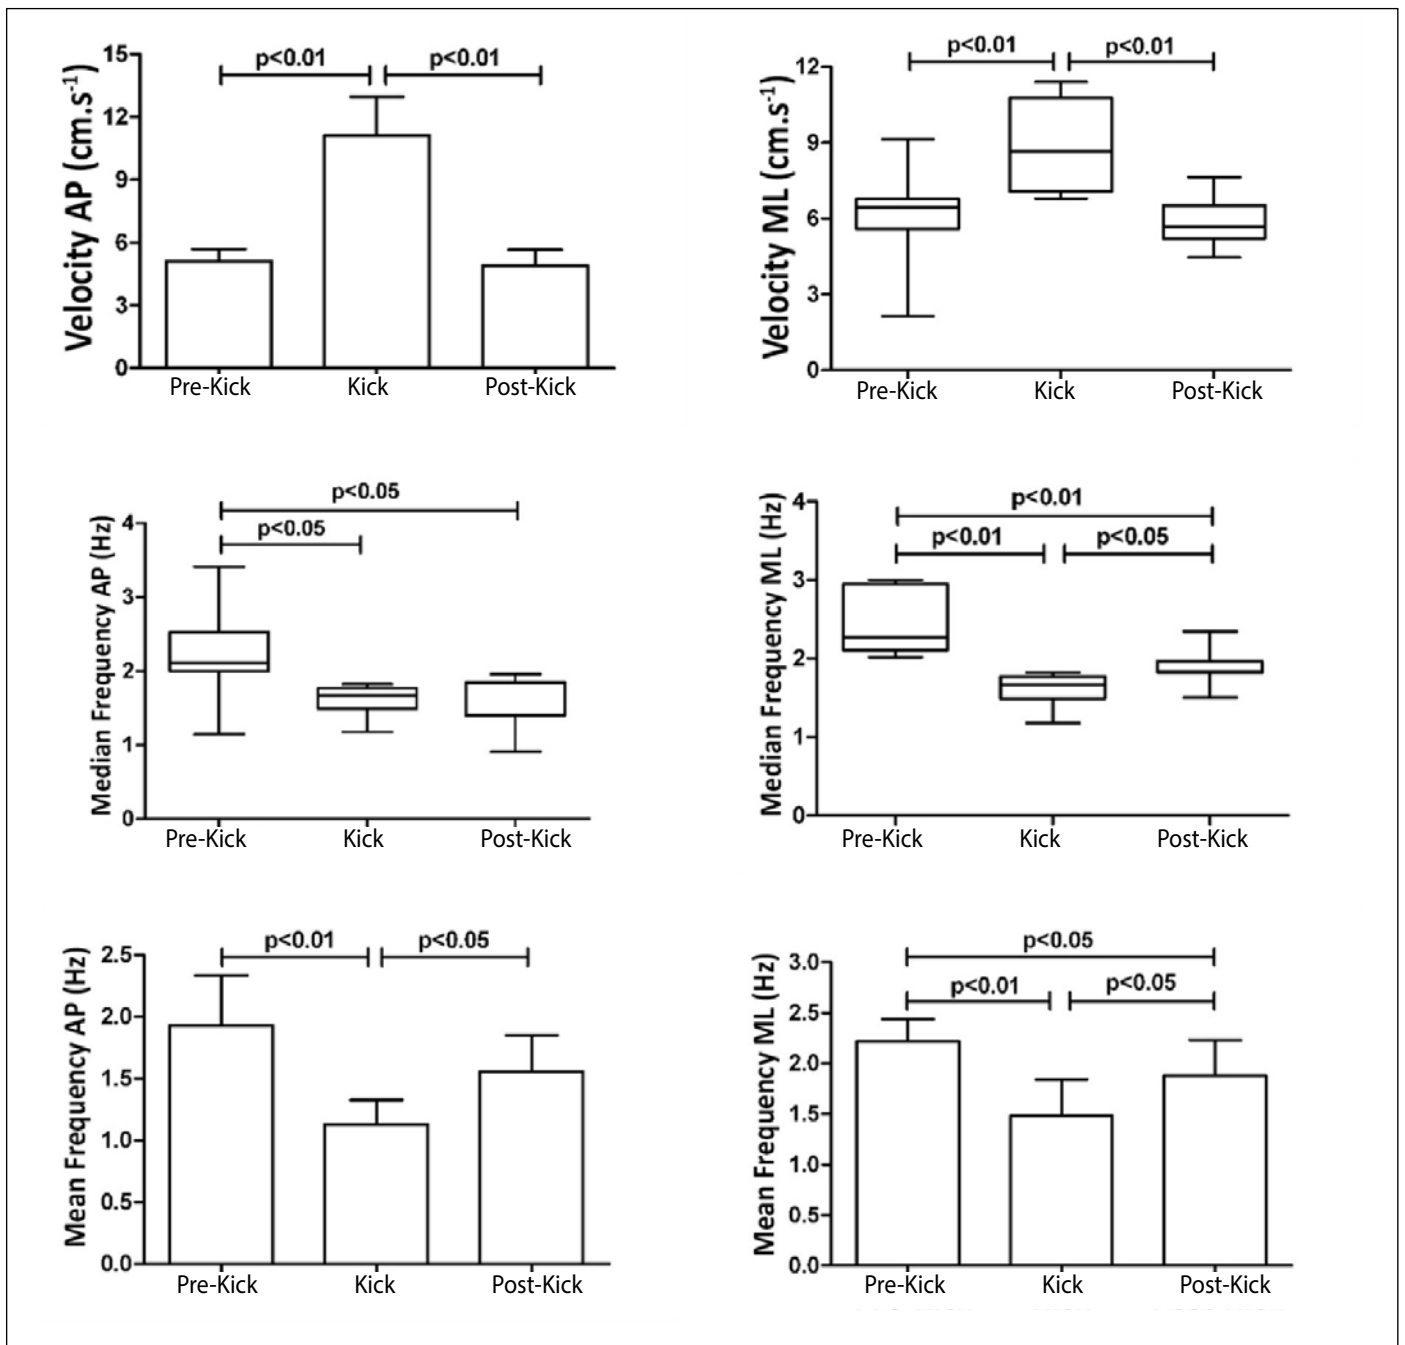 p<0.01 p<0.01
Velocity AP (cm.s-1)
15
12
9
6
3
0
Pre-Kick Kick Post-Kick
p<0.01 p<0.01
Velocity ML (cm.s-1)
12
9
6
3
0
Pre-Kick Kick Post-Kick
p<0.05
p<0.05
Median Frequency AP (Hz)
4
3
2
1
0
Pre-Kick Kick Post-Kick
p<0.01
p<0.01 p<0.05
Median Frequency ML (Hz)
4
3
2
1
0
Pre-Kick Kick Post-Kick
p<0.01 p<0.05
Mean Frequency AP (Hz)
2.5
2.0
1.5
1.0
0.5
0.0
Pre-Kick Kick Post-Kick
p<0.05
p<0.01 p<0.05
Mean Frequency ML (Hz)
3.0
2.5
2.0
1.5
1.0
0.5
0.0
Pre-Kick Kick Post-Kick